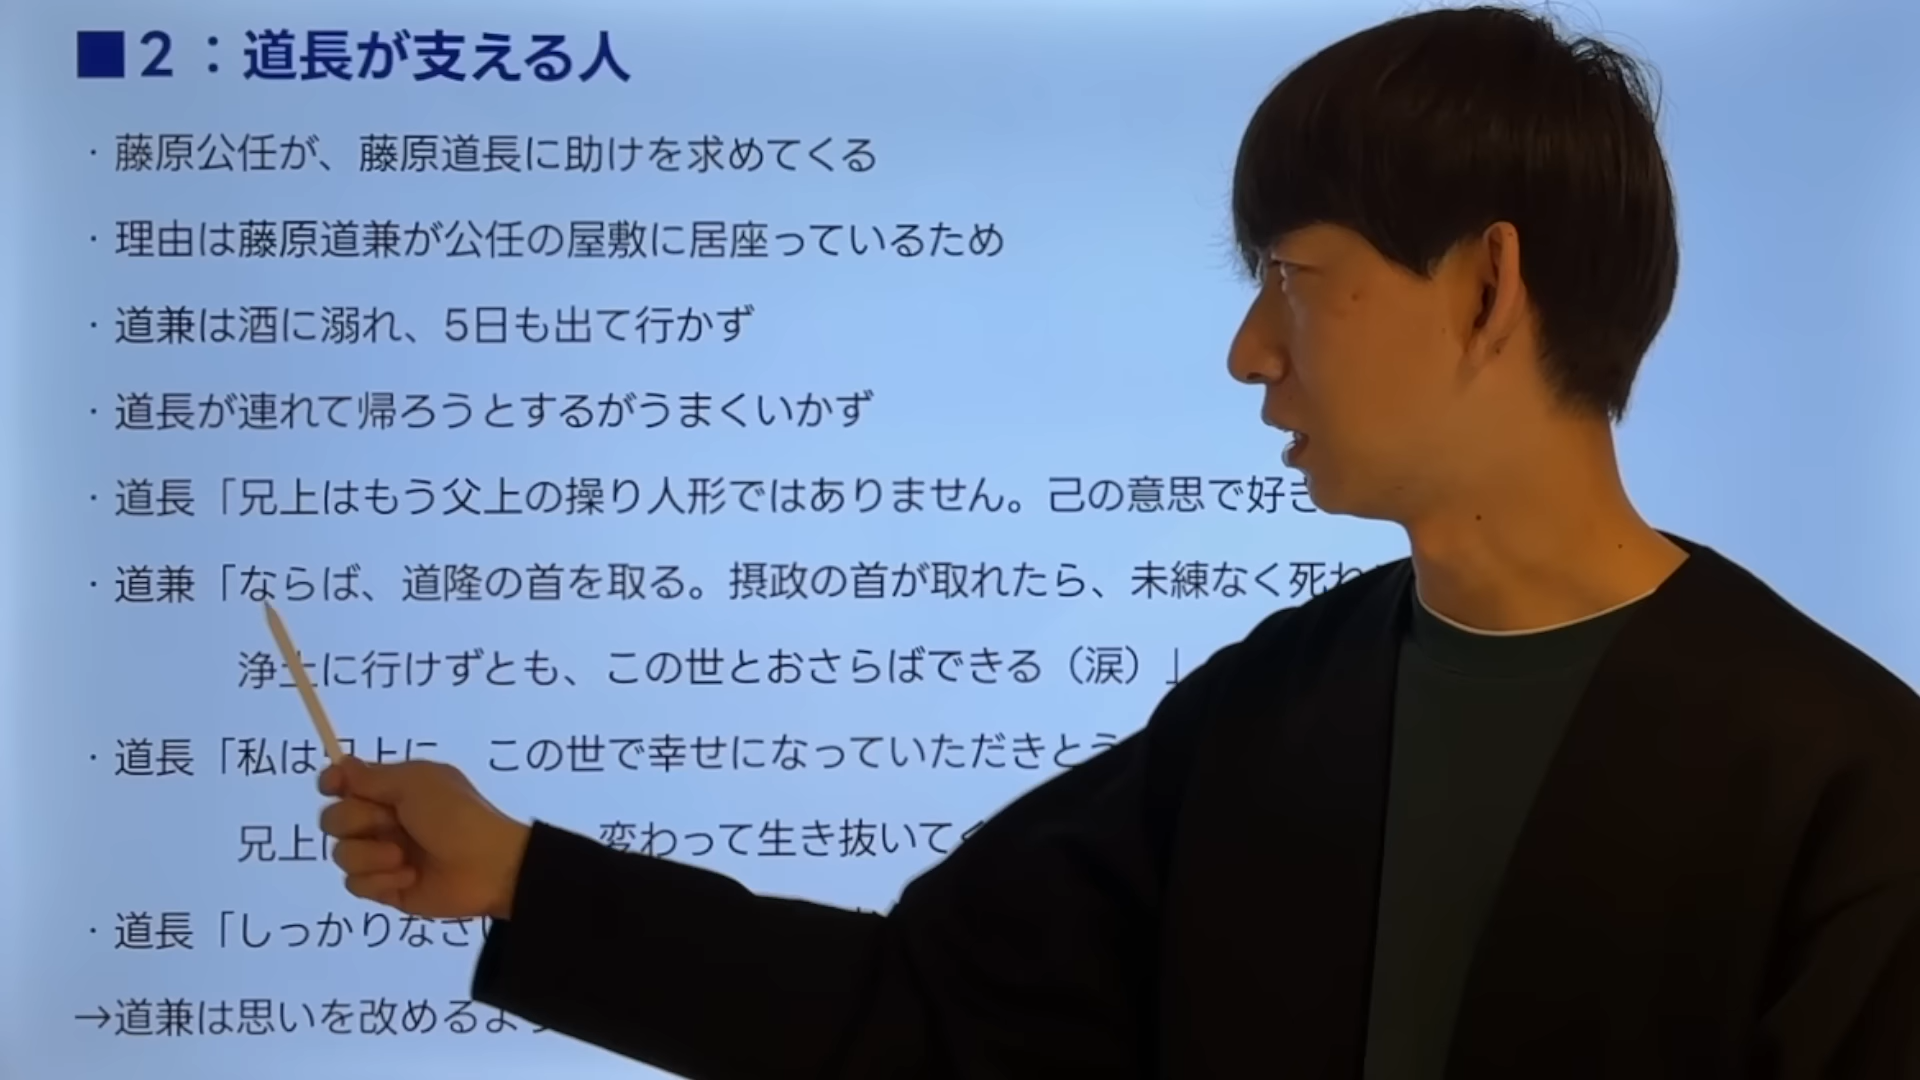 ■2：道長が支える人
・藤原公任が、藤原道長に助けを求めてくる
・理由は藤原道兼が公任の屋敷に居座っているため
・道兼は酒に溺れ、5日も出て行かず
・道長が連れて帰ろうとするがうまくいかず
・道長「兄上はもう父上の操り人形ではありません。己の意思で好き
・道兼「ならば、道隆の首を取る。摂政の首が取れたら、未練なく死
浄土に行けずとも、この世とおさらばできる（涙）」
・道長「私は兄上に、この世で幸せになっていただきとう
兄上は 変わって生き抜いて
・道長「しっかりなさい
→道兼は思いを改めるよう